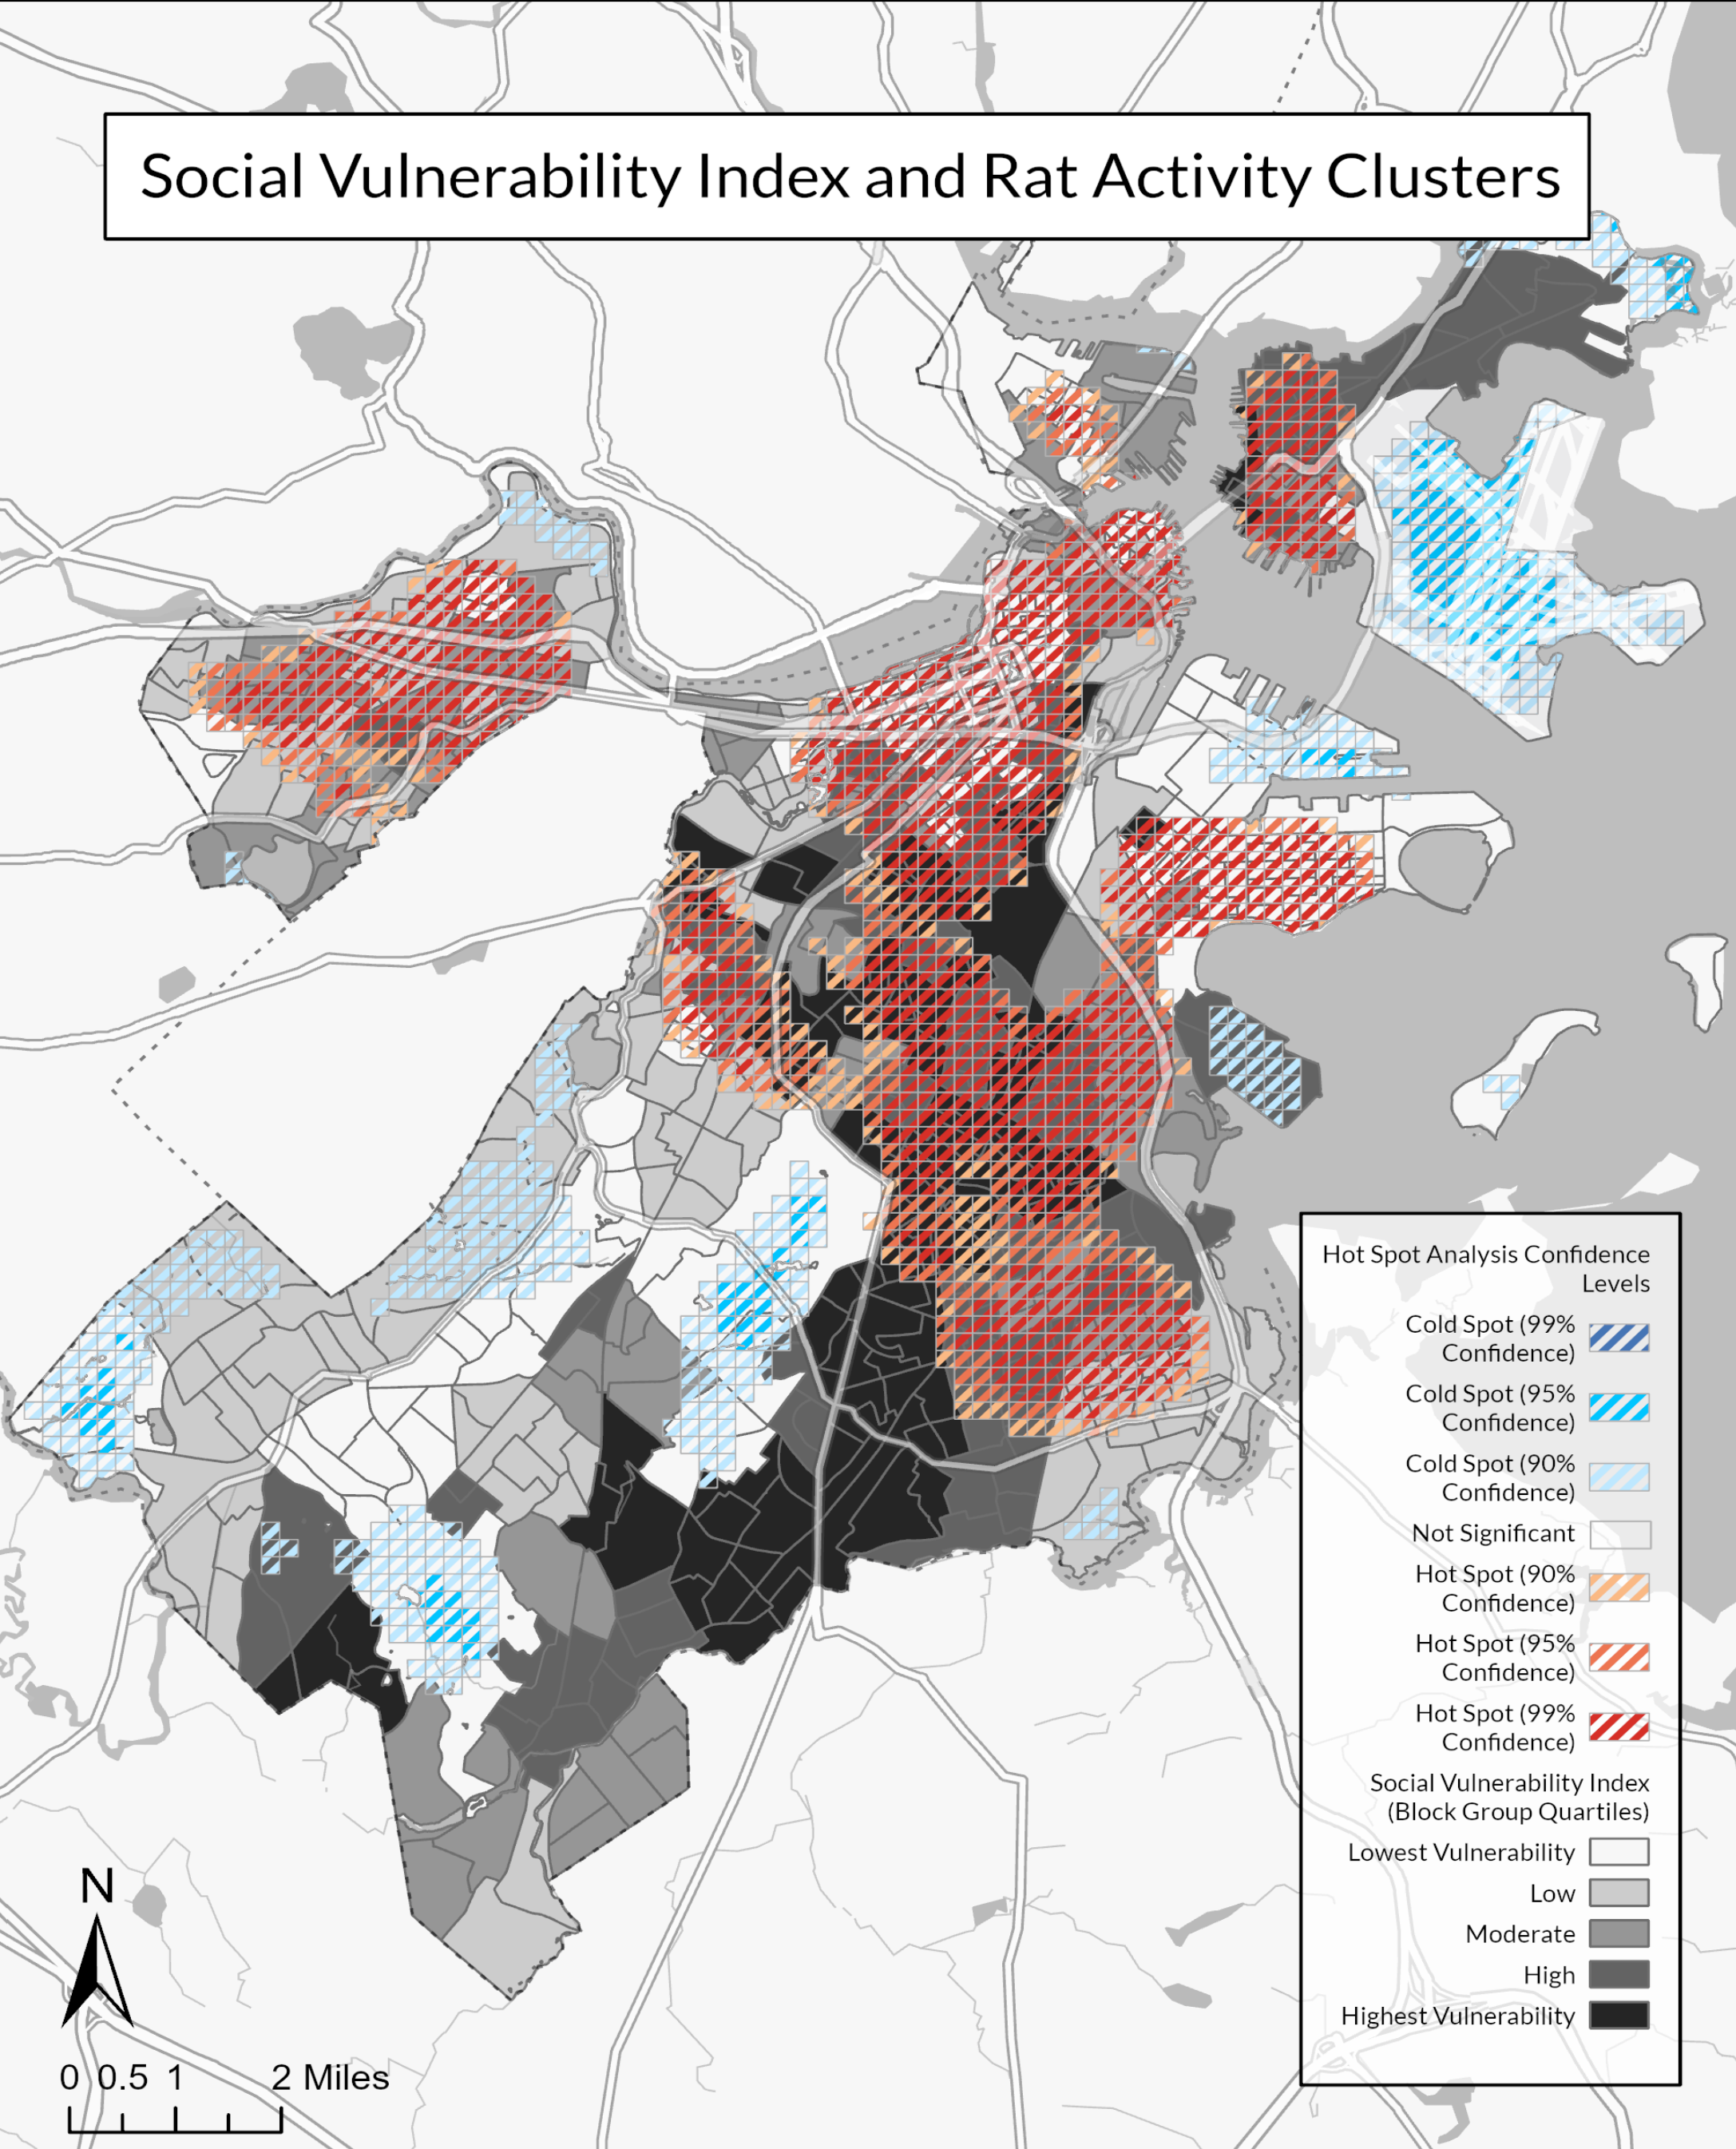 Social Vulnerability Index and Rat Activity Clusters
Hot Spot Analysis Confidence
Levels
Cold Spot (99%
Confidence)
Cold Spot (95%
Confidence)
Cold Spot (90%
Confidence)
Not Significant
Hot Spot (90%
Confidence)
Hot Spot (95%
Confidence)
Hot Spot (99%
Confidence)
Social Vulnerability Index
(Block Group Quartiles)
Lowest Vulnerability
Low
Moderate
High
Highest Vulnerability
N
0 0.5 1 2 Miles